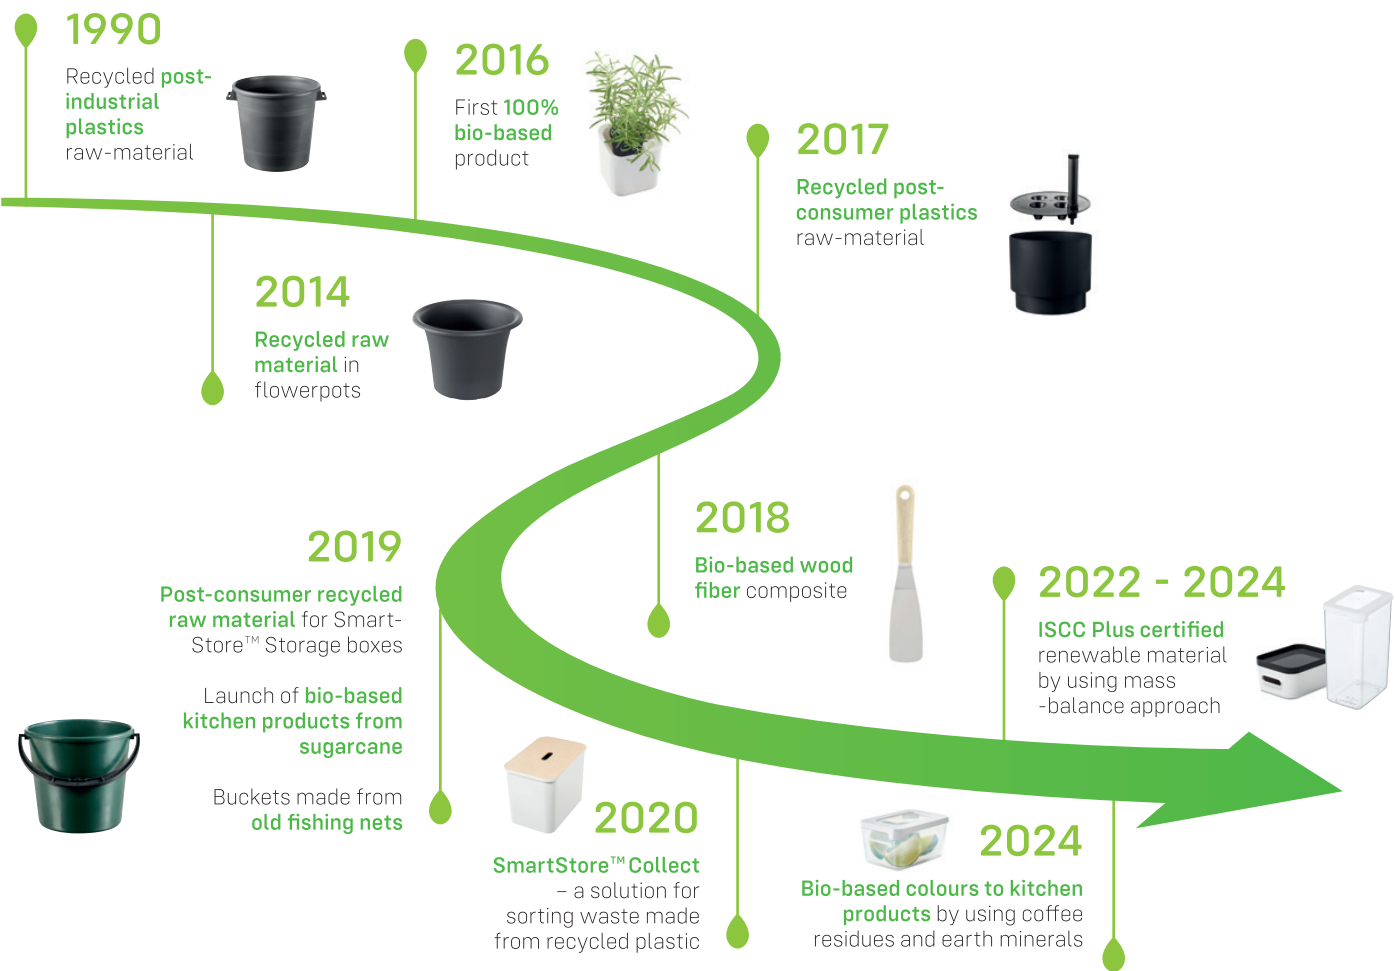 1990
Recycled post-
industrial
plastics
raw-material
2014
Recycled raw
material in
flowerpots
2016
First 100%
bio-based
product
2017
Recycled post-
consumer plastics
raw-material
2018
Bio-based wood
fiber composite
2019
Post-consumer recycled
raw material for Smart-
Store™ Storage boxes
Launch of bio-based
kitchen products from
sugarcane
Buckets made from
old fishing nets
2020
SmartStore™ Collect
– a solution for
sorting waste made
from recycled plastic
2022 - 2024
ISCC Plus certified
renewable material
by using mass
-balance approach
2024
Bio-based colours to kitchen
products by using coffee
residues and earth minerals